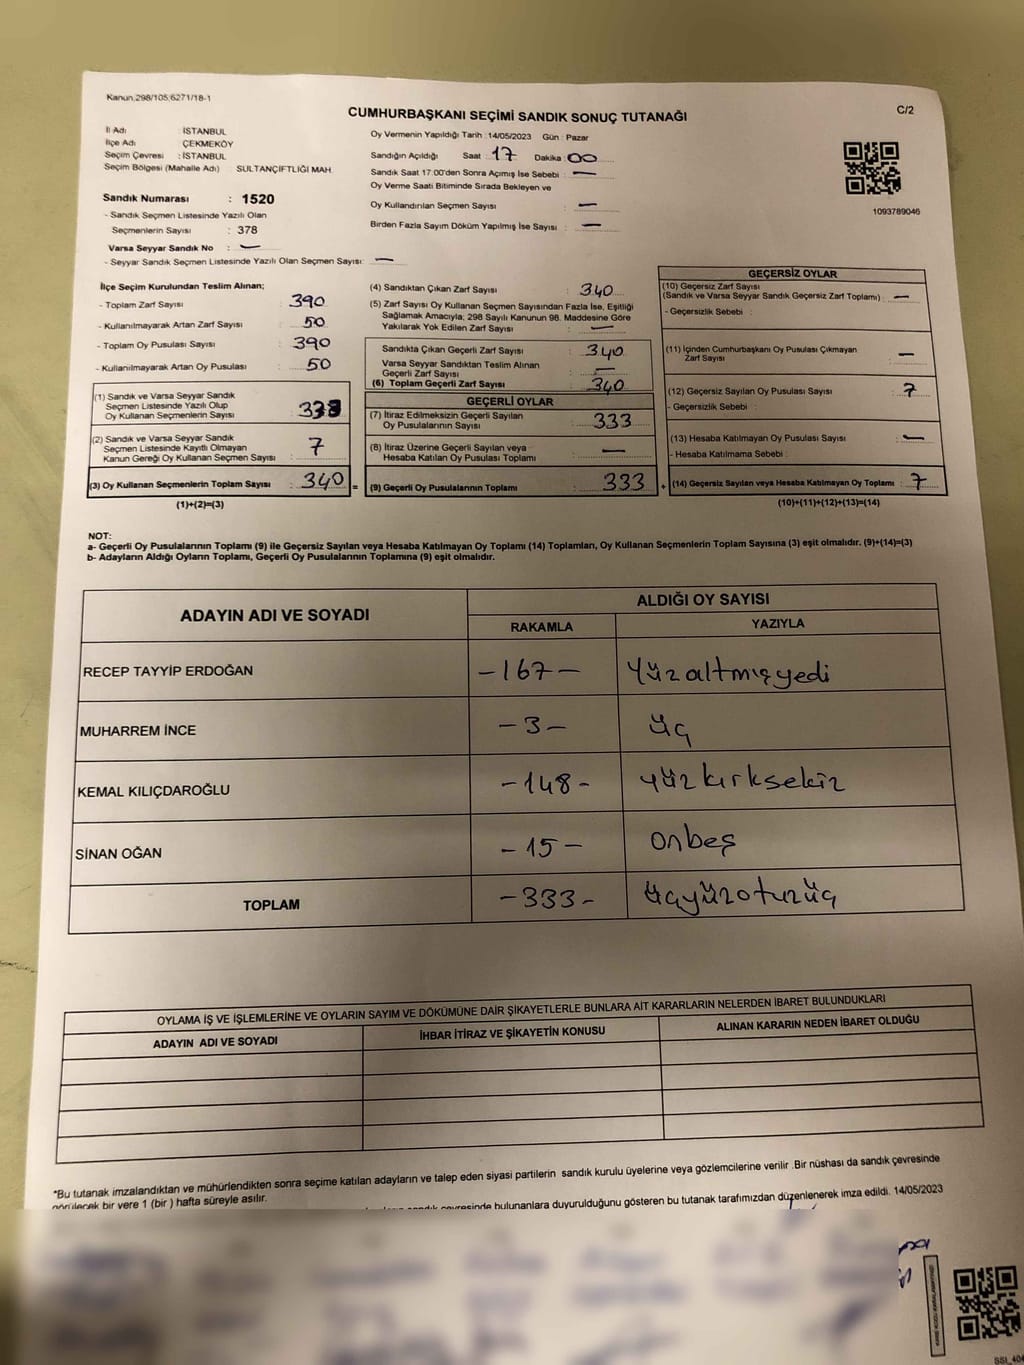 Kanun:298/105,6271/18-1
CUMHURBAŞKANI SEÇİMİ SANDIK SONUÇ TUTANAĞI
C/2
İl Adı : İSTANBUL
İlçe Adı : ÇEKMEKÖY
Seçim Çevresi : İSTANBUL
Seçim Bölgesi (Mahalle Adı) SULTANÇİFTLİĞİ MAH.
Sandık Numarası : 1520
- Sandık Seçmen Listesinde Yazılı Olan
Seçmenlerin Sayısı : 378
Varsa Seyyar Sandık No : —
- Seyyar Sandık Seçmen Listesinde Yazılı Olan Seçmen Sayısı: —
Oy Vermenin Yapıldığı Tarih :14/05/2023 Gün : Pazar
Sandığın Açıldığı Saat : 17 Dakika : 00
Sandık Saat 17:00'den Sonra Açımış İse Sebebi : —
Oy Verme Saati Bitiminde Sırada Bekleyen ve
Oy Kullandırılan Seçmen Sayısı : —
Birden Fazla Sayım Döküm Yapılmış İse Sayısı : —
1093789046
İlçe Seçim Kurulundan Teslim Alınan;
- Toplam Zarf Sayısı : 390
- Kullanılmayarak Artan Zarf Sayısı : 50
- Toplam Oy Pusulası Sayısı : 390
- Kullanılmayarak Artan Oy Pusulası : 50
(1) Sandık ve Varsa Seyyar Sandık
Seçmen Listesinde Yazılı Olup
Oy Kullanan Seçmenlerin Sayısı : 333
(2) Sandık ve Varsa Seyyar Sandık
Seçmen Listesinde Kayıtlı Olmayan
Kanun Gereği Oy Kullanan Seçmen Sayısı : 7
(3) Oy Kullanan Seçmenlerin Toplam Sayısı : 340 =
(1)+(2)=(3)
(4) Sandıktan Çıkan Zarf Sayısı : 340
(5) Zarf Sayısı Oy Kullanan Seçmen Sayısından Fazla İse, Eşitliği
Sağlamak Amacıyla; 298 Sayılı Kanunun 98. Maddesine Göre
Yakılarak Yok Edilen Zarf Sayısı : —
Sandıkta Çıkan Geçerli Zarf Sayısı : 340
Varsa Seyyar Sandıktan Teslim Alınan
Geçerli Zarf Sayısı : —
(6) Toplam Geçerli Zarf Sayısı : 340
GEÇERLİ OYLAR
(7) İtiraz Edilmeksizin Geçerli Sayılan
Oy Pusulalarının Sayısı : 333
(8) İtiraz Üzerine Geçerli Sayılan veya
Hesaba Katılan Oy Pusulası Toplamı : —
(9) Geçerli Oy Pusulalarının Toplamı : 333 +
GEÇERSİZ OYLAR
(10) Geçersiz Zarf Sayısı
(Sandık ve Varsa Seyyar Sandık Geçersiz Zarf Toplamı) : —
- Geçersizlik Sebebi :
(11) İçinden Cumhurbaşkanı Oy Pusulası Çıkmayan
Zarf Sayısı : —
(12) Geçersiz Sayılan Oy Pusulası Sayısı : 7
- Geçersizlik Sebebi :
(13) Hesaba Katılmayan Oy Pusulası Sayısı : —
- Hesaba Katılmama Sebebi :
(14) Geçersiz Sayılan veya Hesaba Katılmayan Oy Toplamı : 7
(10)+(11)+(12)+(13)=(14)
NOT:
a- Geçerli Oy Pusulalarının Toplamı (9) ile Geçersiz Sayılan veya Hesaba Katılmayan Oy Toplamı (14) Toplamları, Oy Kullanan Seçmenlerin Toplam Sayısına (3) eşit olmalıdır. (9)+(14)=(3)
b- Adayların Aldığı Oyların Toplamı, Geçerli Oy Pusulalarının Toplamına (9) eşit olmalıdır.
ADAYIN ADI VE SOYADI ALDIĞI OY SAYISI
RAKAMLA YAZIYLA
RECEP TAYYİP ERDOĞAN -167- Yüzaltmışyedi
MUHARREM İNCE -3- üç
KEMAL KILIÇDAROĞLU -148- yüzkırksekiz
SİNAN OĞAN -15- onbeş
TOPLAM -333- üçyüzotuzüç
OYLAMA İŞ VE İŞLEMLERİNE VE OYLARIN SAYIM VE DÖKÜMÜNE DAİR ŞİKAYETLERLE BUNLARA AİT KARARLARIN NELERDEN İBARET BULUNDUKLARI
ADAYIN ADI VE SOYADI İHBAR İTİRAZ VE ŞİKAYETİN KONUSU ALINAN KARARIN NEDEN İBARET OLDUĞU
*Bu tutanak imzalandıktan ve mühürlendikten sonra seçime katılan adayların ve talep eden siyasi partilerin sandık kurulu üyelerine veya gözlemcilerine verilir .Bir nüshası da sandık çevresinde
görülecek bir yere 1 (bir ) hafta süreyle asılır.
sandık çevresinde bulunanlara duyurulduğunu gösteren bu tutanak tarafımızdan düzenlenerek imza edildi. 14/05/2023